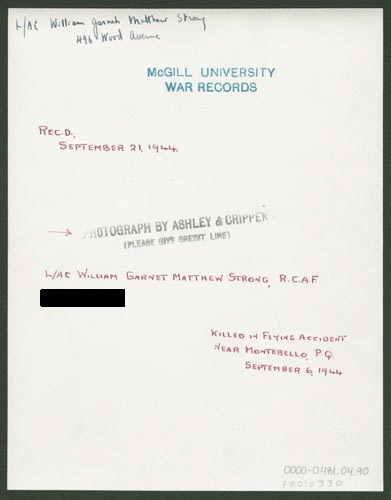 L/AC William Garnet Matthew Strong
496 Wood Avenue
McGILL UNIVERSITY
WAR RECORDS
REC.D.
SEPTEMBER 21, 1944
PHOTOGRAPH BY ASHLEY & CRIPPEN
(PLEASE GIVE CREDIT LINE)
L/AC WILLIAM GARNET MATTHEW STRONG, R.C.A.F.
KILLED IN FLYING ACCIDENT
NEAR MONTEBELLO, P.Q.
SEPTEMBER 6, 1944
0000-0481.04.90
PR010330